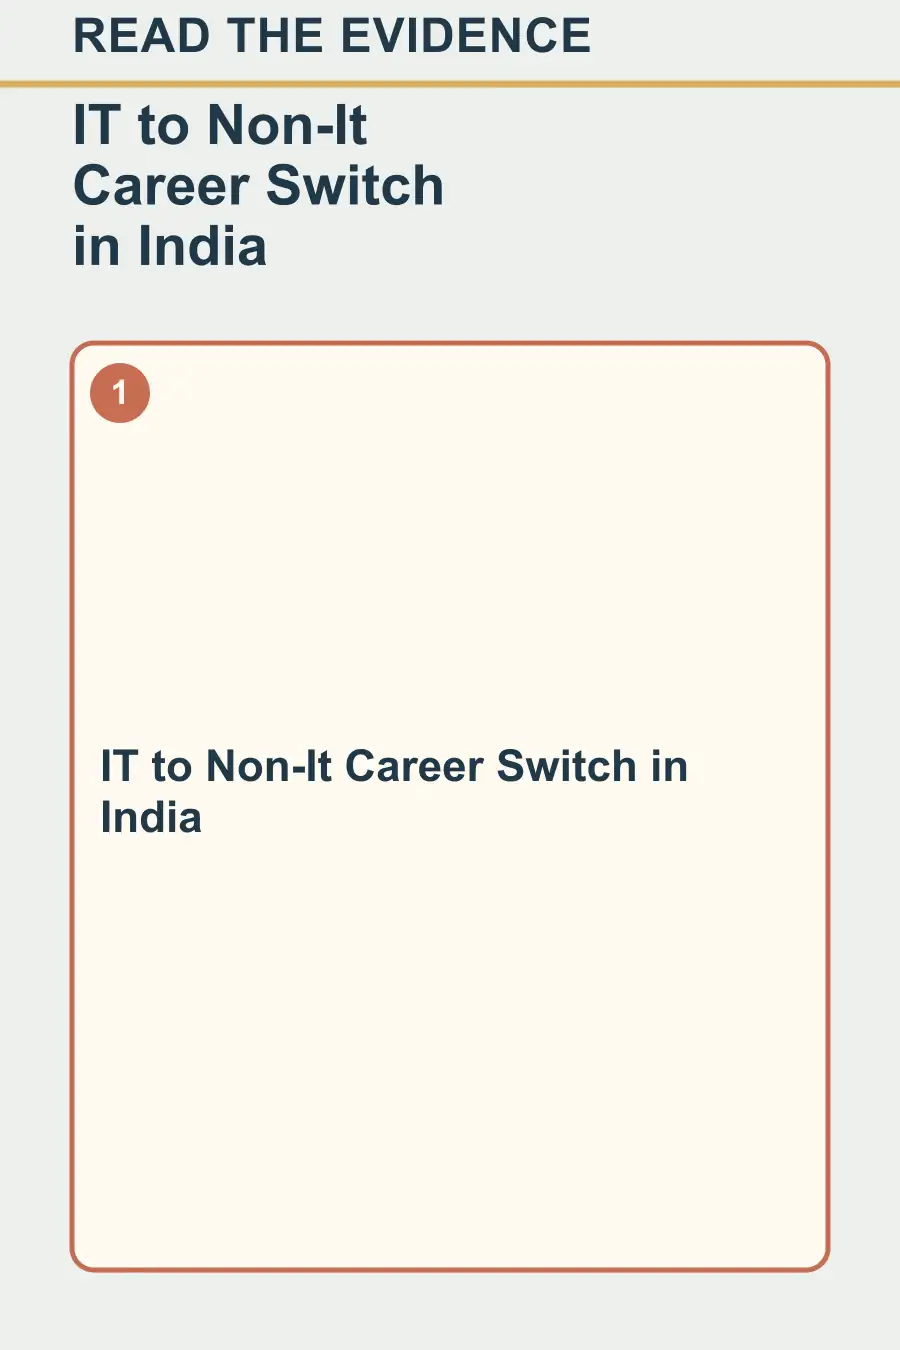 READ THE EVIDENCE
IT to Non-It
Career Switch
in India
1
IT to Non-It Career Switch in
India